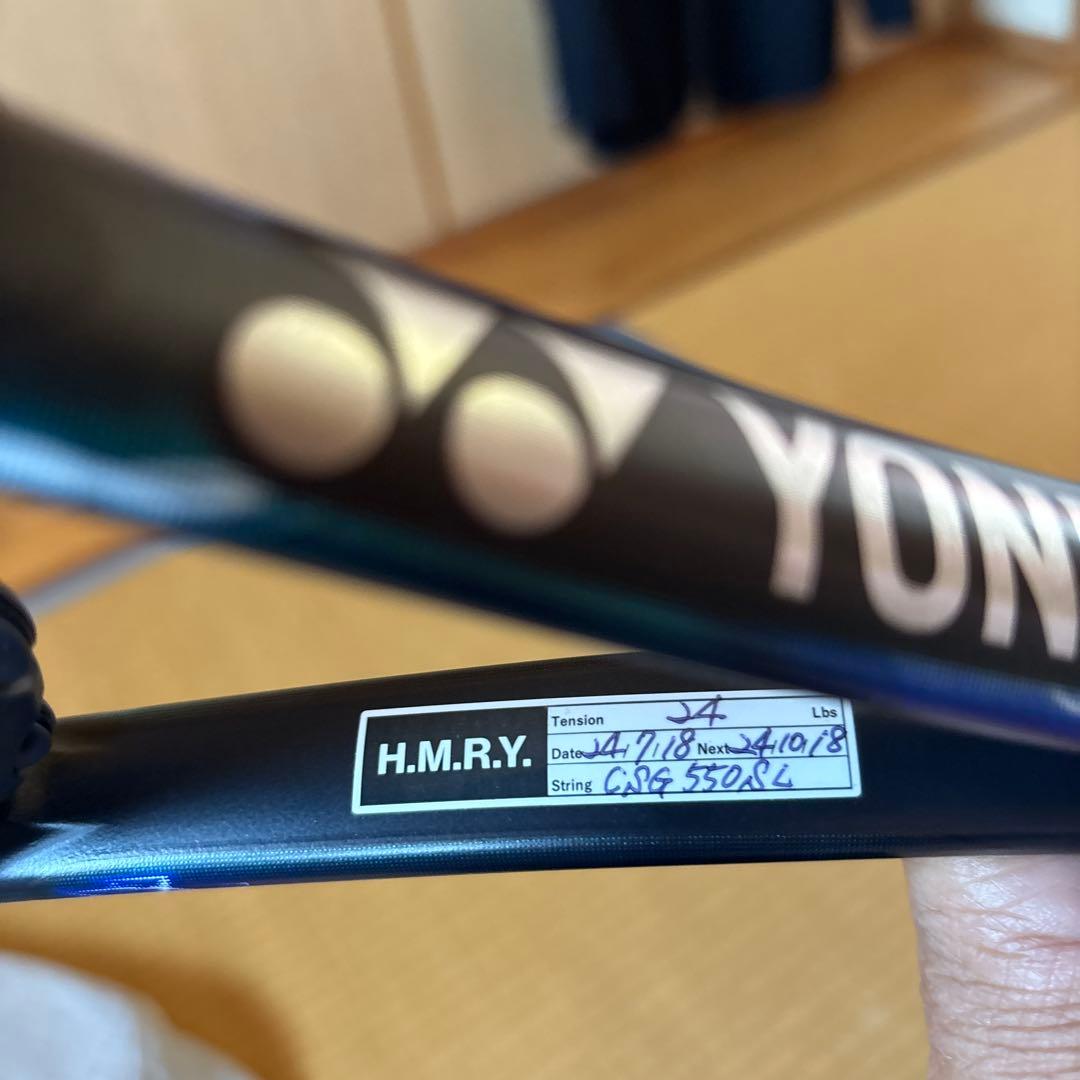 YON
H.M.R.Y.
Tension 24 Lbs
Date 24.7.18 Next 24.10.18
String CSG 550SL